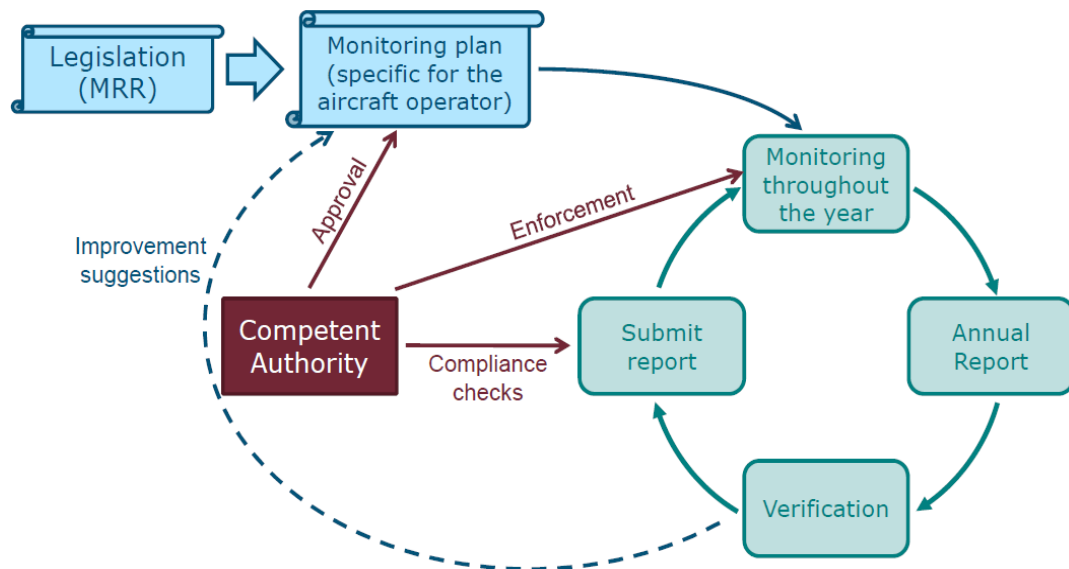 Legislation
(MRR)
Monitoring plan
(specific for the
aircraft operator)
Monitoring
throughout
the year
Approval
Enforcement
Improvement
suggestions
Competent
Authority
Compliance
checks
Submit
report
Annual
Report
Verification